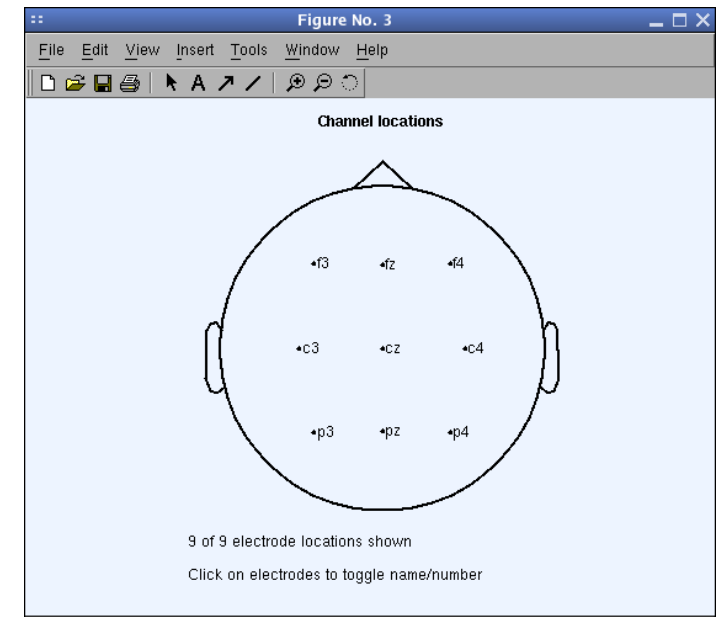 Figure No. 3
File Edit View Insert Tools Window Help
A
Channel locations
f3 fz f4
c3 cz c4
p3 pz p4
9 of 9 electrode locations shown
Click on electrodes to toggle name/number